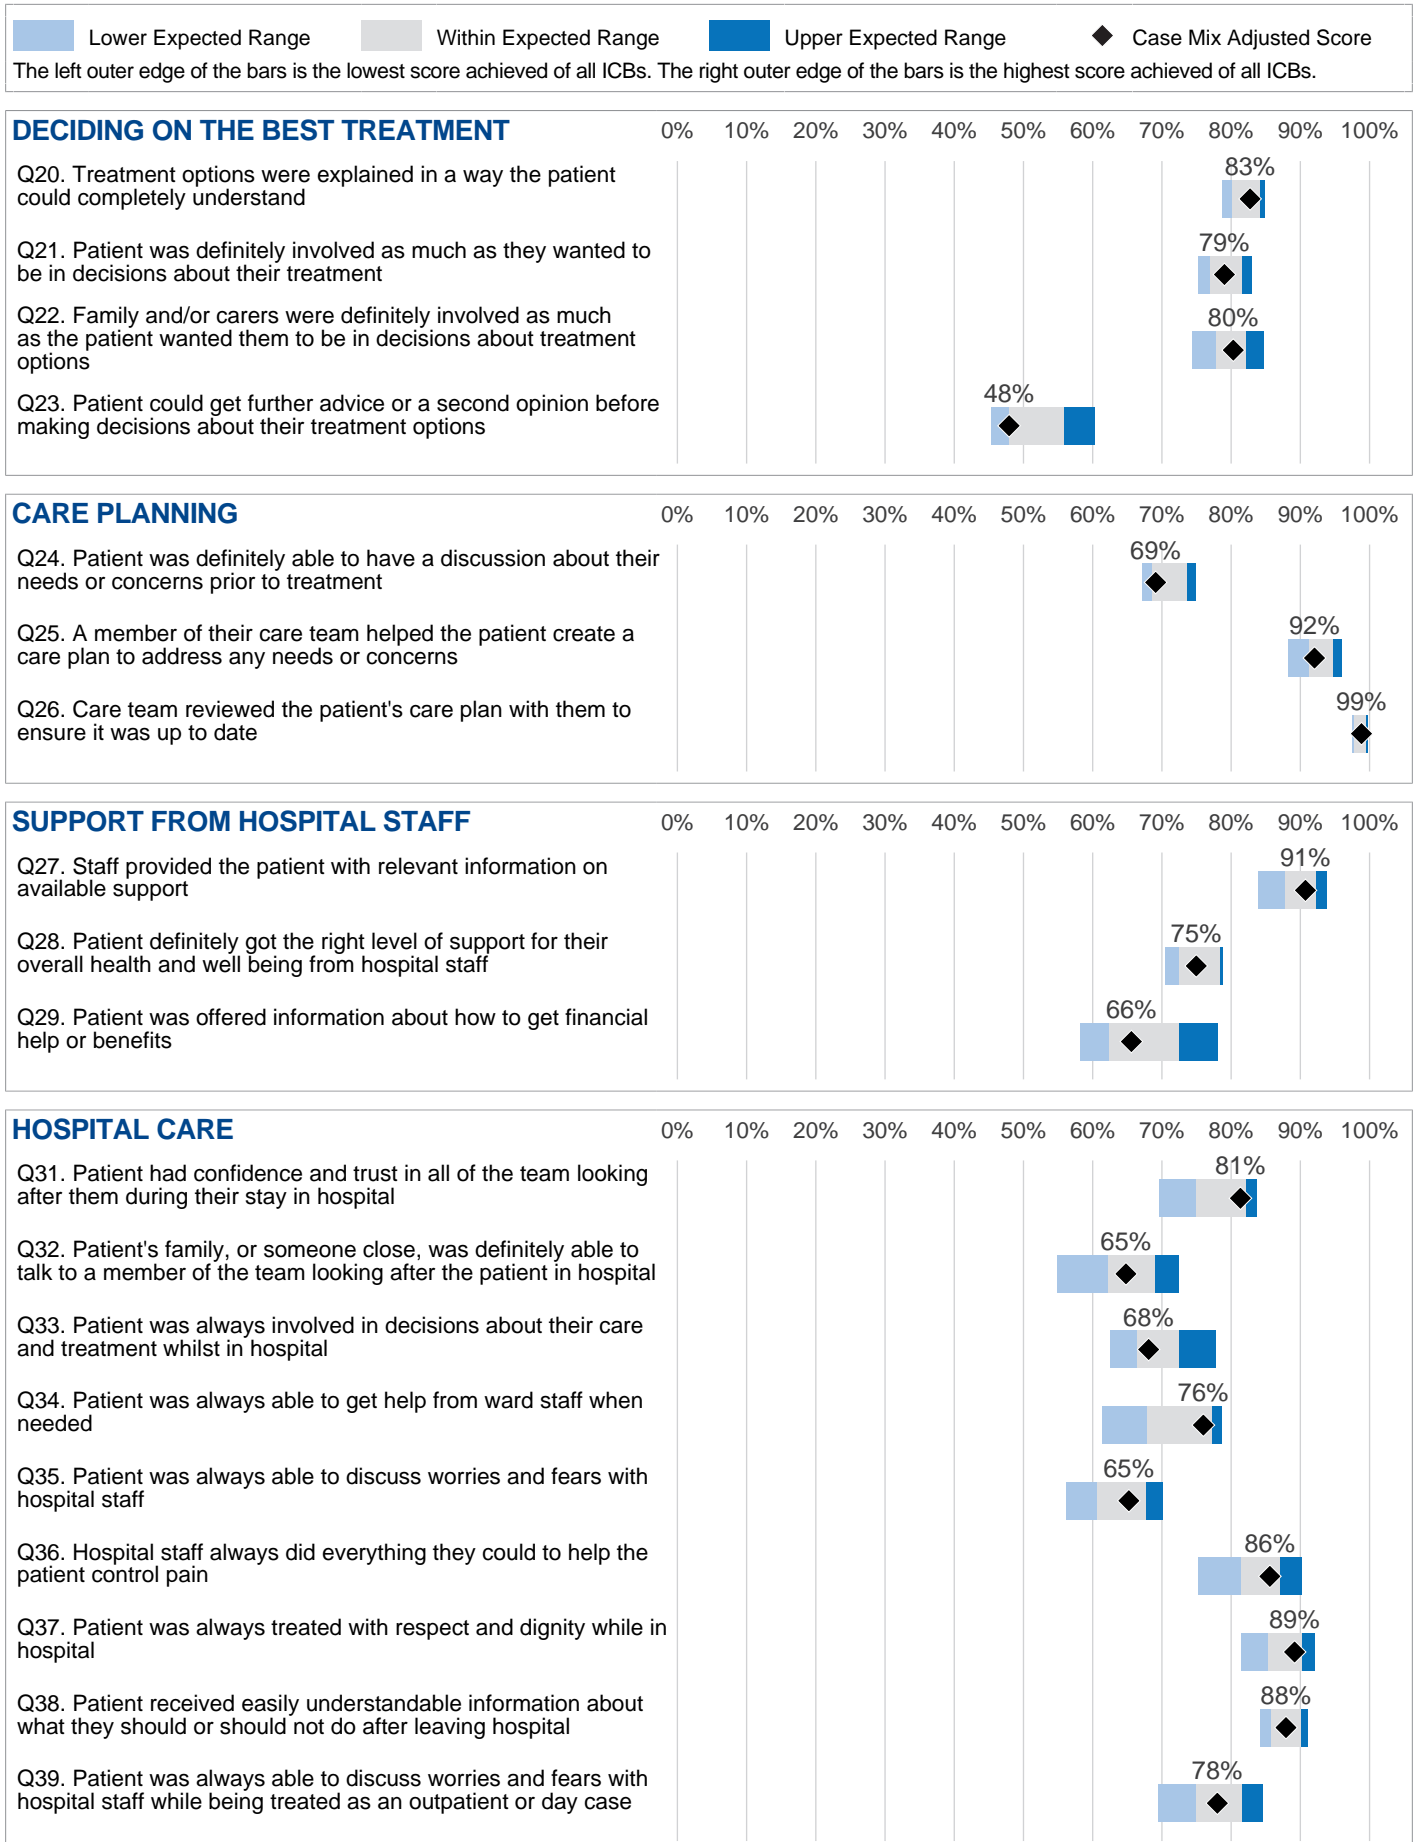 Lower Expected Range Within Expected Range Upper Expected Range Case Mix Adjusted Score
The left outer edge of the bars is the lowest score achieved of all ICBs. The right outer edge of the bars is the highest score achieved of all ICBs.
DECIDING ON THE BEST TREATMENT 0% 10% 20% 30% 40% 50% 60% 70% 80% 90% 100%
83%
Q20. Treatment options were explained in a way the patient
could completely understand
79%
Q21. Patient was definitely involved as much as they wanted to
be in decisions about their treatment
80%
Q22. Family and/or carers were definitely involved as much
as the patient wanted them to be in decisions about treatment
options
48%
Q23. Patient could get further advice or a second opinion before
making decisions about their treatment options
CARE PLANNING 0% 10% 20% 30% 40% 50% 60% 70% 80% 90% 100%
69%
Q24. Patient was definitely able to have a discussion about their
needs or concerns prior to treatment
92%
Q25. A member of their care team helped the patient create a
care plan to address any needs or concerns
99%
Q26. Care team reviewed the patient's care plan with them to
ensure it was up to date
SUPPORT FROM HOSPITAL STAFF 0% 10% 20% 30% 40% 50% 60% 70% 80% 90% 100%
91%
Q27. Staff provided the patient with relevant information on
available support
75%
Q28. Patient definitely got the right level of support for their
overall health and well being from hospital staff
66%
Q29. Patient was offered information about how to get financial
help or benefits
HOSPITAL CARE 0% 10% 20% 30% 40% 50% 60% 70% 80% 90% 100%
81%
Q31. Patient had confidence and trust in all of the team looking
after them during their stay in hospital
65%
Q32. Patient's family, or someone close, was definitely able to
talk to a member of the team looking after the patient in hospital
68%
Q33. Patient was always involved in decisions about their care
and treatment whilst in hospital
76%
Q34. Patient was always able to get help from ward staff when
needed
65%
Q35. Patient was always able to discuss worries and fears with
hospital staff
86%
Q36. Hospital staff always did everything they could to help the
patient control pain
89%
Q37. Patient was always treated with respect and dignity while in
hospital
88%
Q38. Patient received easily understandable information about
what they should or should not do after leaving hospital
78%
Q39. Patient was always able to discuss worries and fears with
hospital staff while being treated as an outpatient or day case